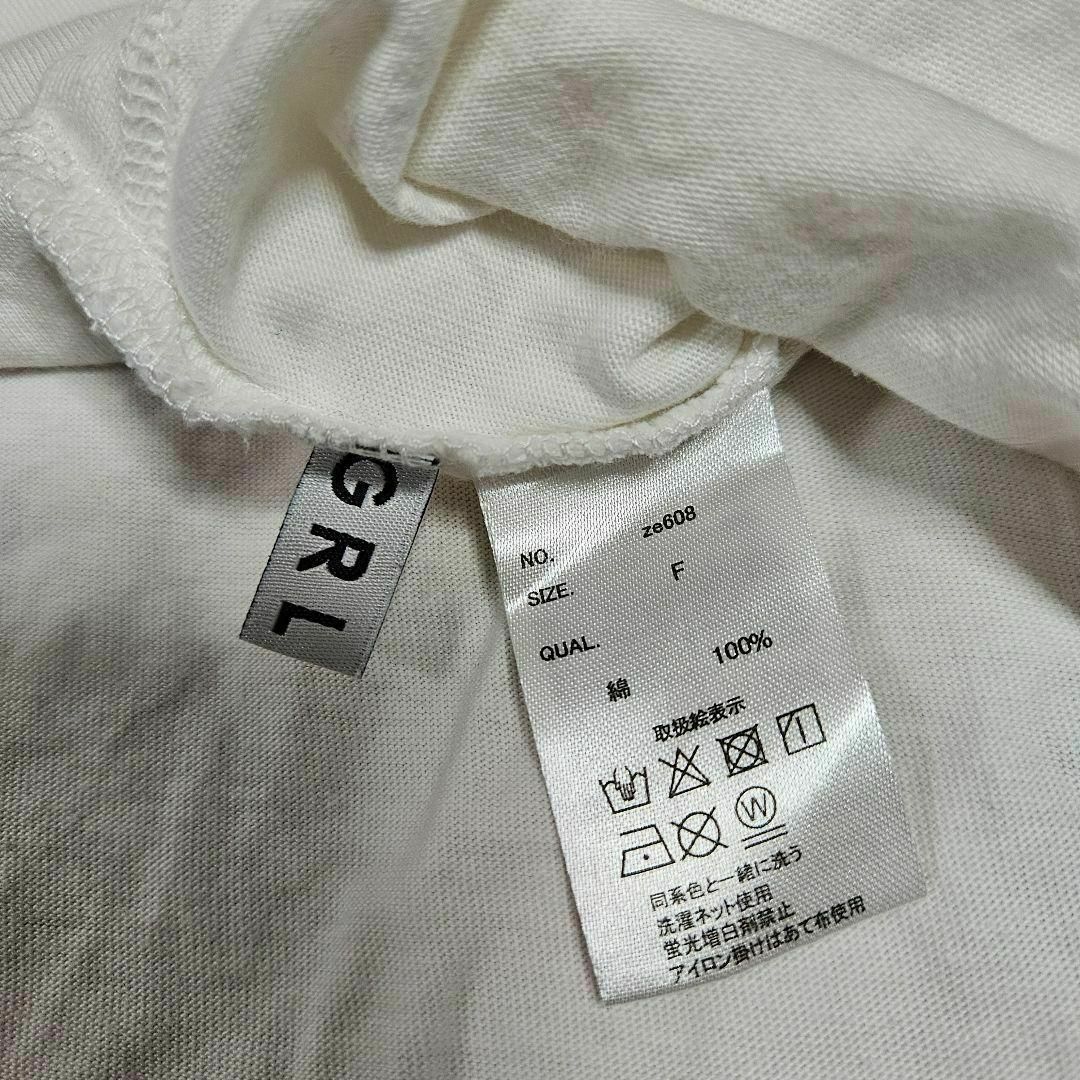 GRL
NO. ze608
SIZE. F
QUAL.
綿 100%
取扱絵表示
W
同系色と一緒に洗う
洗濯ネット使用
蛍光増白剤禁止
アイロン掛けはあて布使用